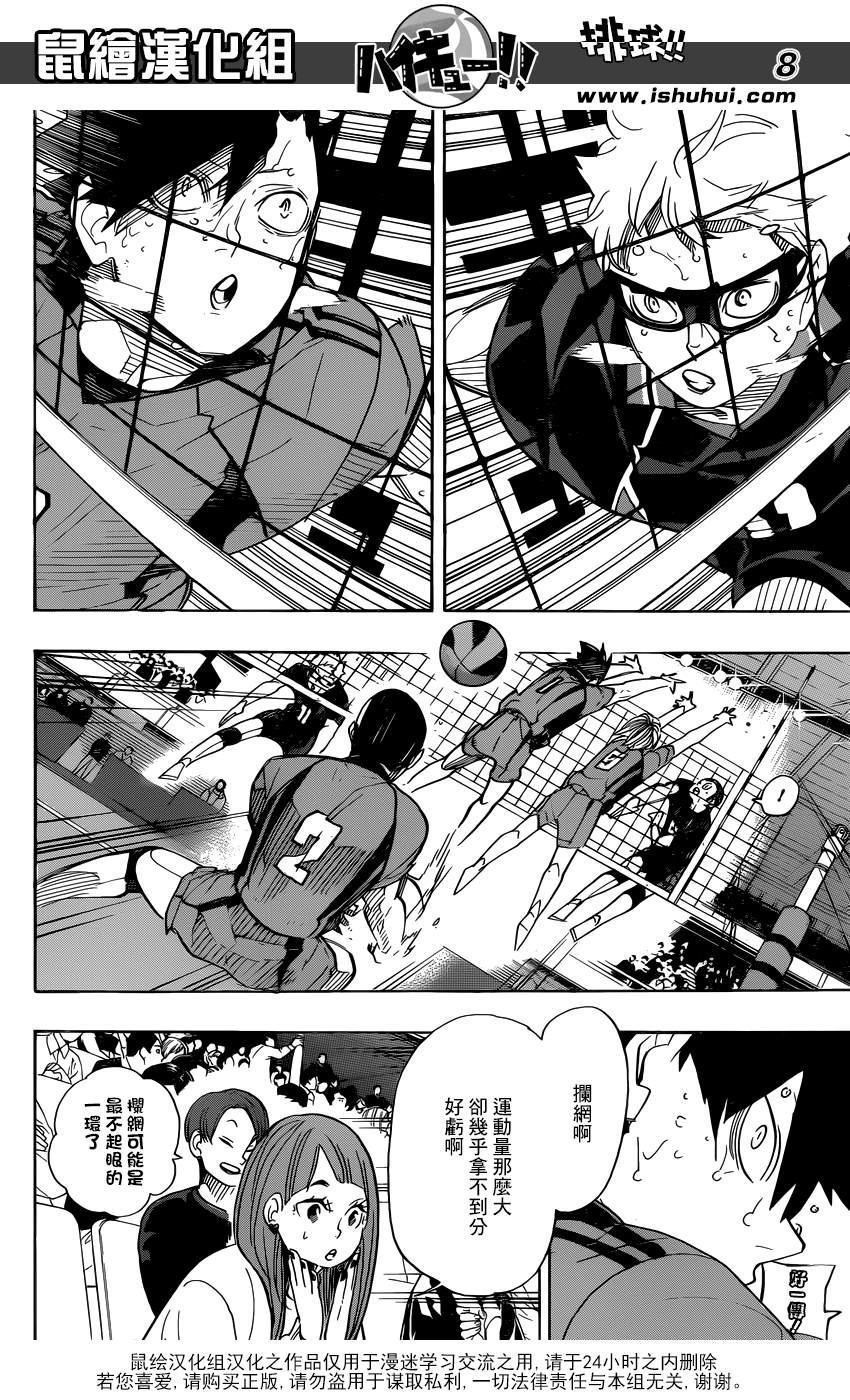 鼠繪漢化組
ハイキュー!!
排球!!
8
www.ishuhui.com
2
1
5
!
攔網啊
運動量那麼大
卻幾乎拿不到分
好虧啊
攔網可能是
最不起眼的
一環了
鼠绘汉化组汉化之作品仅用于漫迷学习交流之用, 请于24小时之内删除
若您喜爱, 请购买正版, 请勿盗用于谋取私利, 一切法律责任与本组无关, 谢谢。